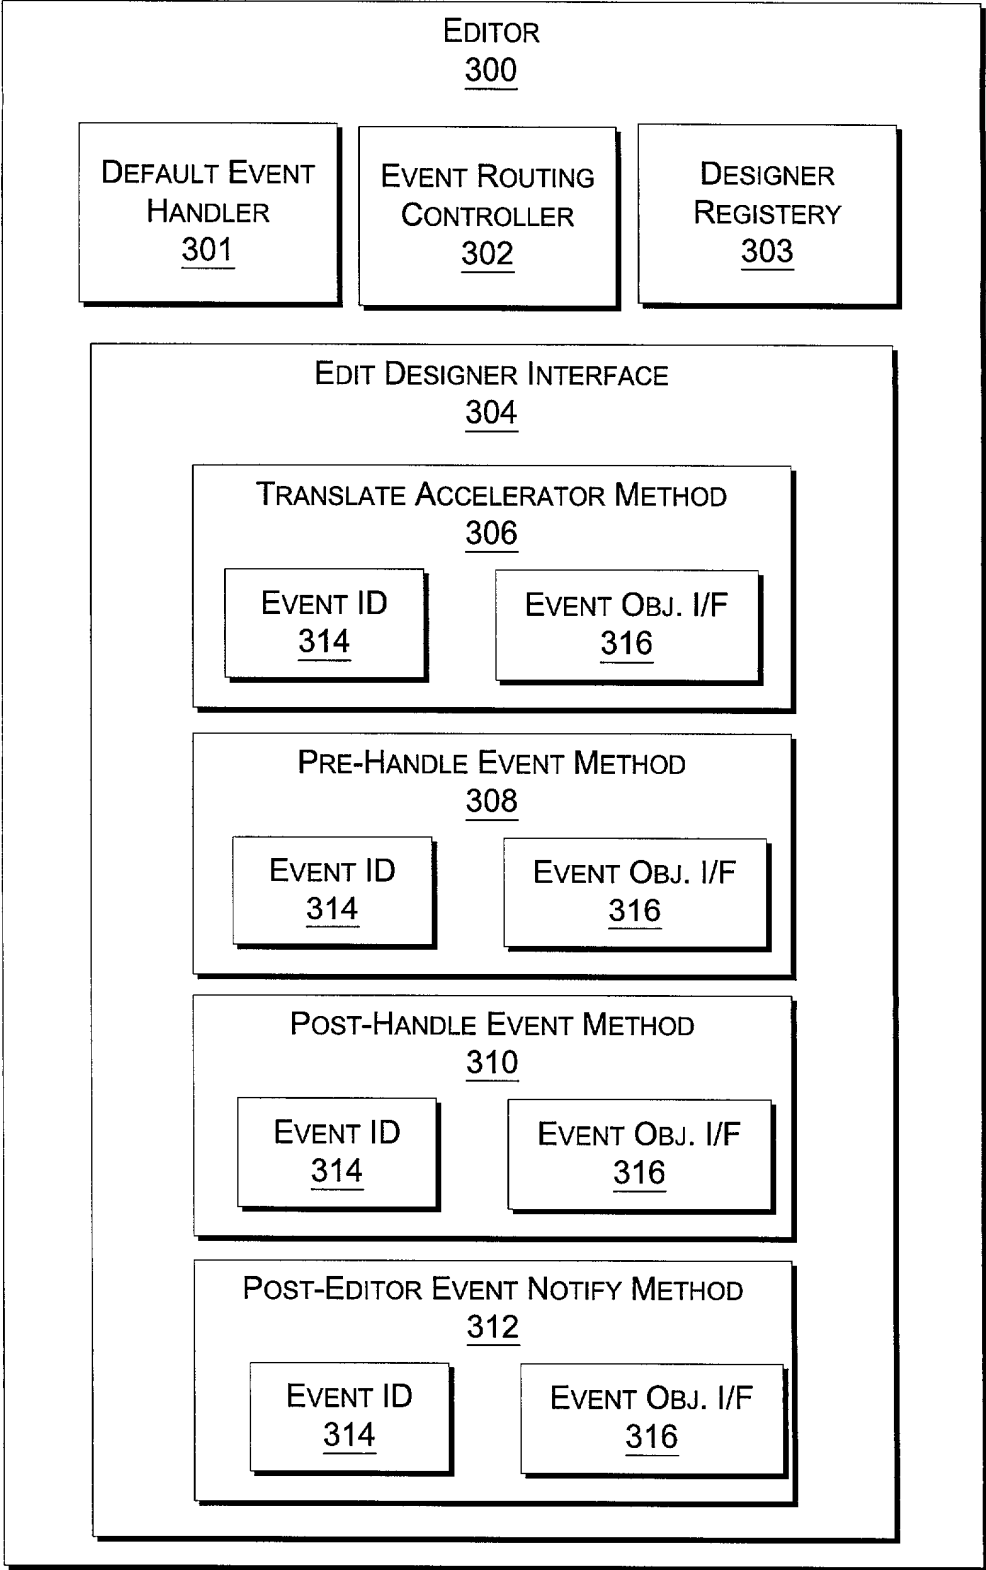 EDITOR
300
DEFAULT EVENT
HANDLER
301
EVENT ROUTING
CONTROLLER
302
DESIGNER
REGISTERY
303
EDIT DESIGNER INTERFACE
304
TRANSLATE ACCELERATOR METHOD
306
EVENT ID
314
EVENT OBJ. I/F
316
PRE-HANDLE EVENT METHOD
308
EVENT ID
314
EVENT OBJ. I/F
316
POST-HANDLE EVENT METHOD
310
EVENT ID
314
EVENT OBJ. I/F
316
POST-EDITOR EVENT NOTIFY METHOD
312
EVENT ID
314
EVENT OBJ. I/F
316